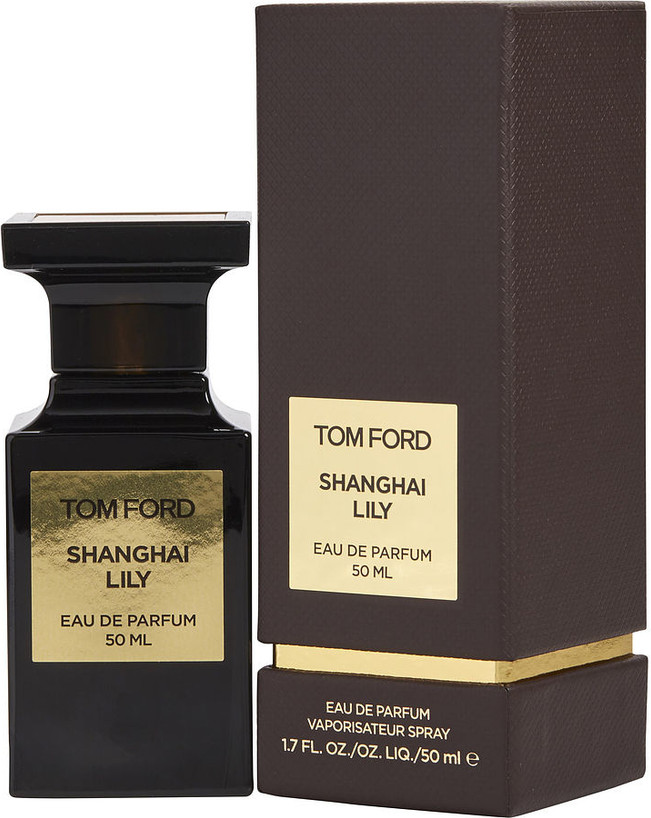 TOM FORD
SHANGHAI
LILY
EAU DE PARFUM
50 ML
TOM FORD
SHANGHAI
LILY
EAU DE PARFUM
50 ML
EAU DE PARFUM
VAPORISATEUR SPRAY
1.7 FL. OZ./OZ. LIQ./50 ml ℮